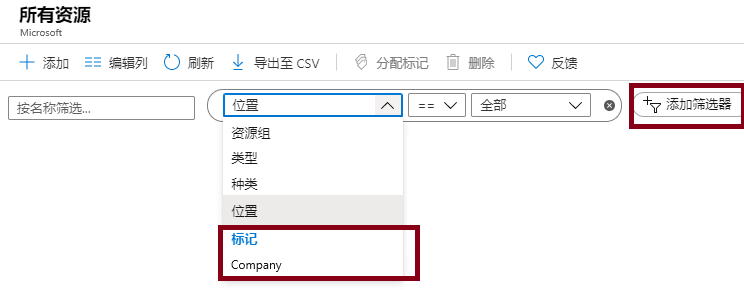 所有资源
Microsoft
添加 编辑列 刷新 导出至 CSV 分配标记 删除 反馈
按名称筛选... 位置 == 全部 添加筛选器
资源组
类型
种类
位置
标记
Company